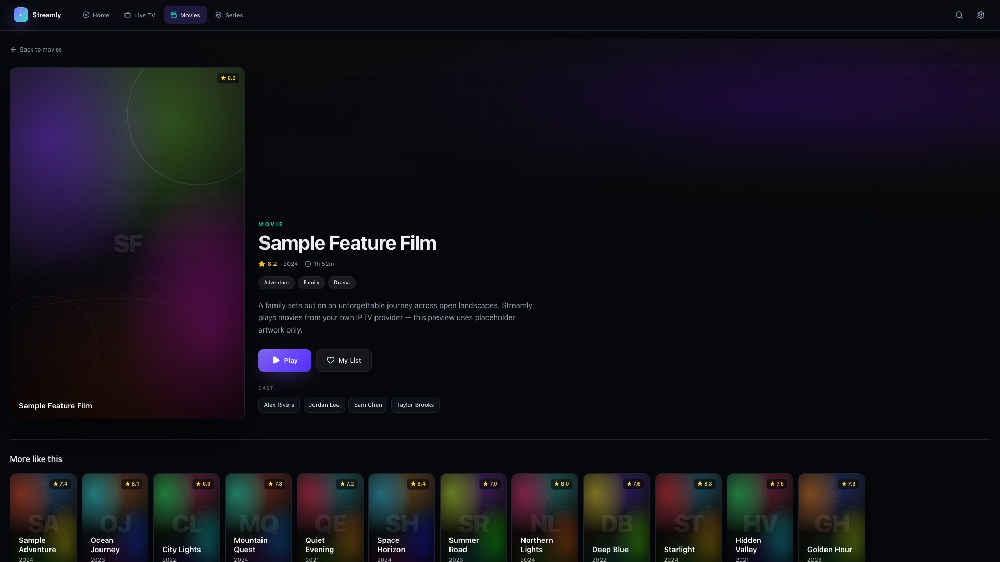 Streamly
Home
Live TV
Movies
Series
Back to movies
8.2
SF
Sample Feature Film
MOVIE
Sample Feature Film
8.2 2024 1h 52m
Adventure Family Drama
A family sets out on an unforgettable journey across open landscapes. Streamly
plays movies from your own IPTV provider — this preview uses placeholder
artwork only.
Play
My List
CAST
Alex Rivera Jordan Lee Sam Chen Taylor Brooks
More like this
7.4
SA
Sample
Adventure
2024
8.1
OJ
Ocean
Journey
2023
6.9
CL
City Lights
2022
7.8
MQ
Mountain
Quest
2024
7.2
QE
Quiet
Evening
2021
8.4
SH
Space
Horizon
2024
7.0
SR
Summer
Road
2023
8.0
NL
Northern
Lights
2024
7.6
DB
Deep Blue
2022
8.3
ST
Starlight
2024
7.5
HV
Hidden
Valley
2021
7.9
GH
Golden Hour
2023